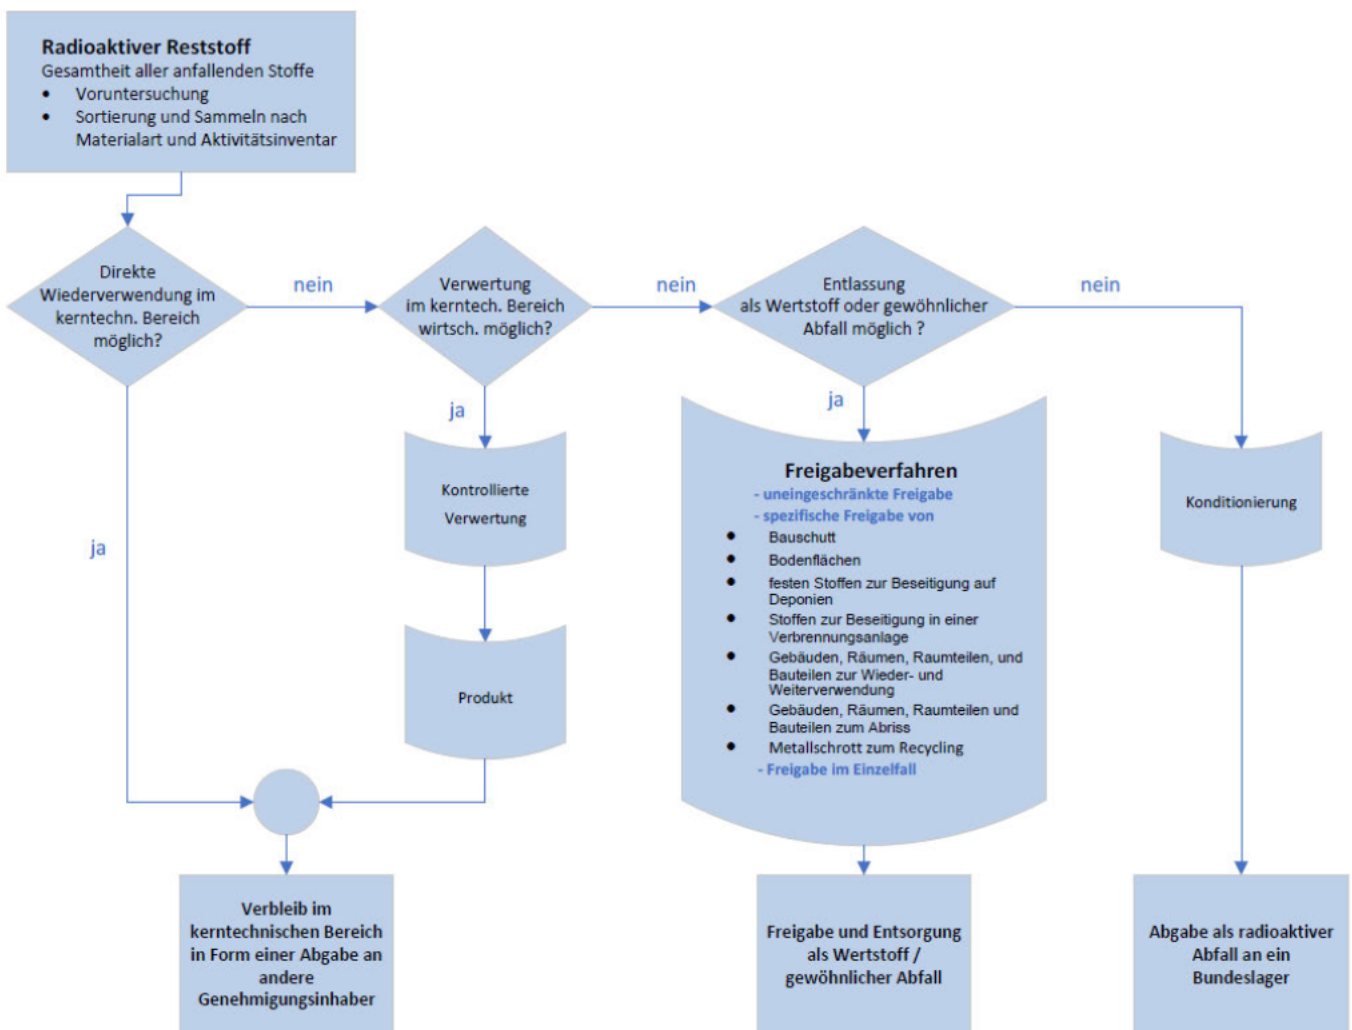 Radioaktiver Reststoff
Gesamtheit aller anfallenden Stoffe
• Voruntersuchung
• Sortierung und Sammeln nach
Materialart und Aktivitätsinventar
Direkte
Wiederverwendung im
kerntechn. Bereich
möglich?
nein
Verwertung
im kerntech. Bereich
wirtsch. möglich?
nein
Entlassung
als Wertstoff oder gewöhnlicher
Abfall möglich ?
nein
ja
ja
ja
Kontrollierte
Verwertung
Produkt
Freigabeverfahren
- uneingeschränkte Freigabe
- spezifische Freigabe von
• Bauschutt
• Bodenflächen
• festen Stoffen zur Beseitigung auf
Deponien
• Stoffen zur Beseitigung in einer
Verbrennungsanlage
• Gebäuden, Räumen, Raumteilen, und
Bauteilen zur Wieder- und
Weiterverwendung
• Gebäuden, Räumen, Raumteilen und
Bauteilen zum Abriss
• Metallschrott zum Recycling
- Freigabe im Einzelfall
Konditionierung
Verbleib im
kerntechnischen Bereich
in Form einer Abgabe an
andere
Genehmigungsinhaber
Freigabe und Entsorgung
als Wertstoff /
gewöhnlicher Abfall
Abgabe als radioaktiver
Abfall an ein
Bundeslager